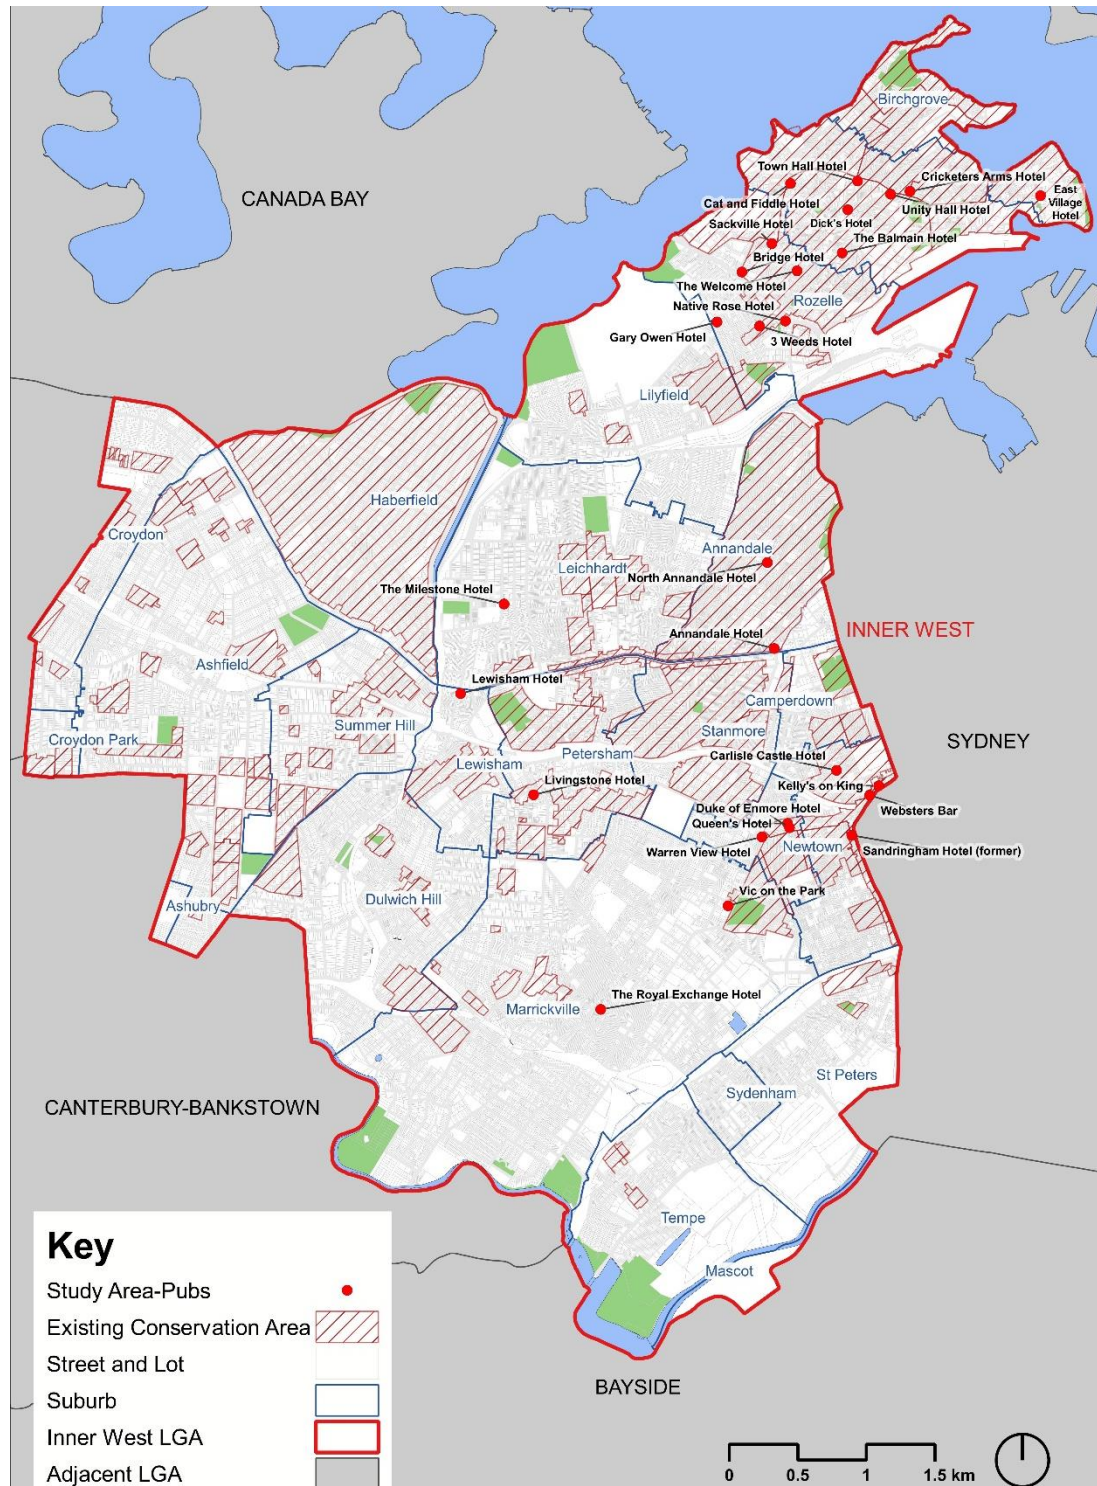 Birchgrove
Town Hall Hotel
Cricketers Arms Hotel
CANADA BAY
Cat and Fiddle Hotel
East
Village
Hotel
Unity Hall Hotel
Dick's Hotel
Sackville Hotel
The Balmain Hotel
Bridge Hotel
The Welcome Hotel
Rozelle
Native Rose Hotel
Gary Owen Hotel
3 Weeds Hotel
Lilyfield
Haberfield
Croydon
Annandale
Leichhardt
North Annandale Hotel
The Milestone Hotel
INNER WEST
Annandale Hotel
Ashfield
Lewisham Hotel
Camperdown
Summer Hill
Stanmore
Croydon Park
SYDNEY
Petersham
Lewisham
Carlisle Castle Hotel
Livingstone Hotel
Kelly's on King
Duke of Enmore Hotel
Websters Bar
Queen's Hotel
Warren View Hotel
Newtown
Sandringham Hotel (former)
Vic on the Park
Dulwich Hill
Ashubry
The Royal Exchange Hotel
Marrickville
St Peters
Sydenham
CANTERBURY-BANKSTOWN
Tempe
Mascot
BAYSIDE
Key
Study Area-Pubs
Existing Conservation Area
Street and Lot
Suburb
Inner West LGA
Adjacent LGA
0 0.5 1 1.5 km